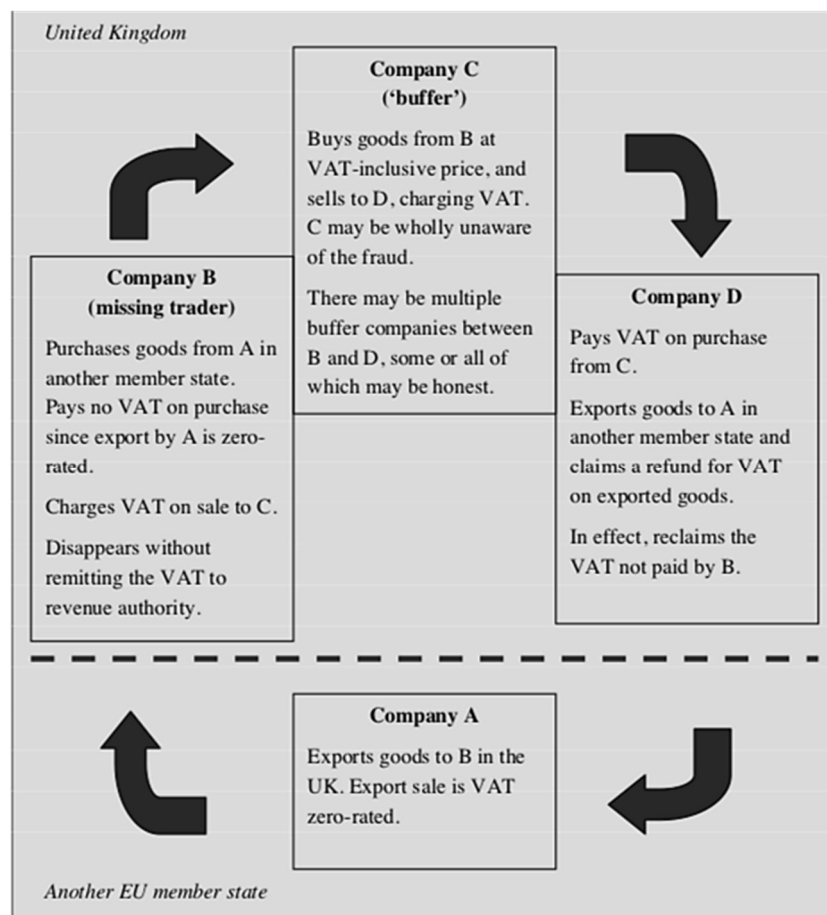 United Kingdom
Company C
(‘buffer’)
Buys goods from B at
VAT-inclusive price, and
sells to D, charging VAT.
C may be wholly unaware
of the fraud.
There may be multiple
buffer companies between
B and D, some or all of
which may be honest.
Company B
(missing trader)
Purchases goods from A in
another member state.
Pays no VAT on purchase
since export by A is zero-
rated.
Charges VAT on sale to C.
Disappears without
remitting the VAT to
revenue authority.
Company D
Pays VAT on purchase
from C.
Exports goods to A in
another member state and
claims a refund for VAT
on exported goods.
In effect, reclaims the
VAT not paid by B.
Company A
Exports goods to B in the
UK. Export sale is VAT
zero-rated.
Another EU member state